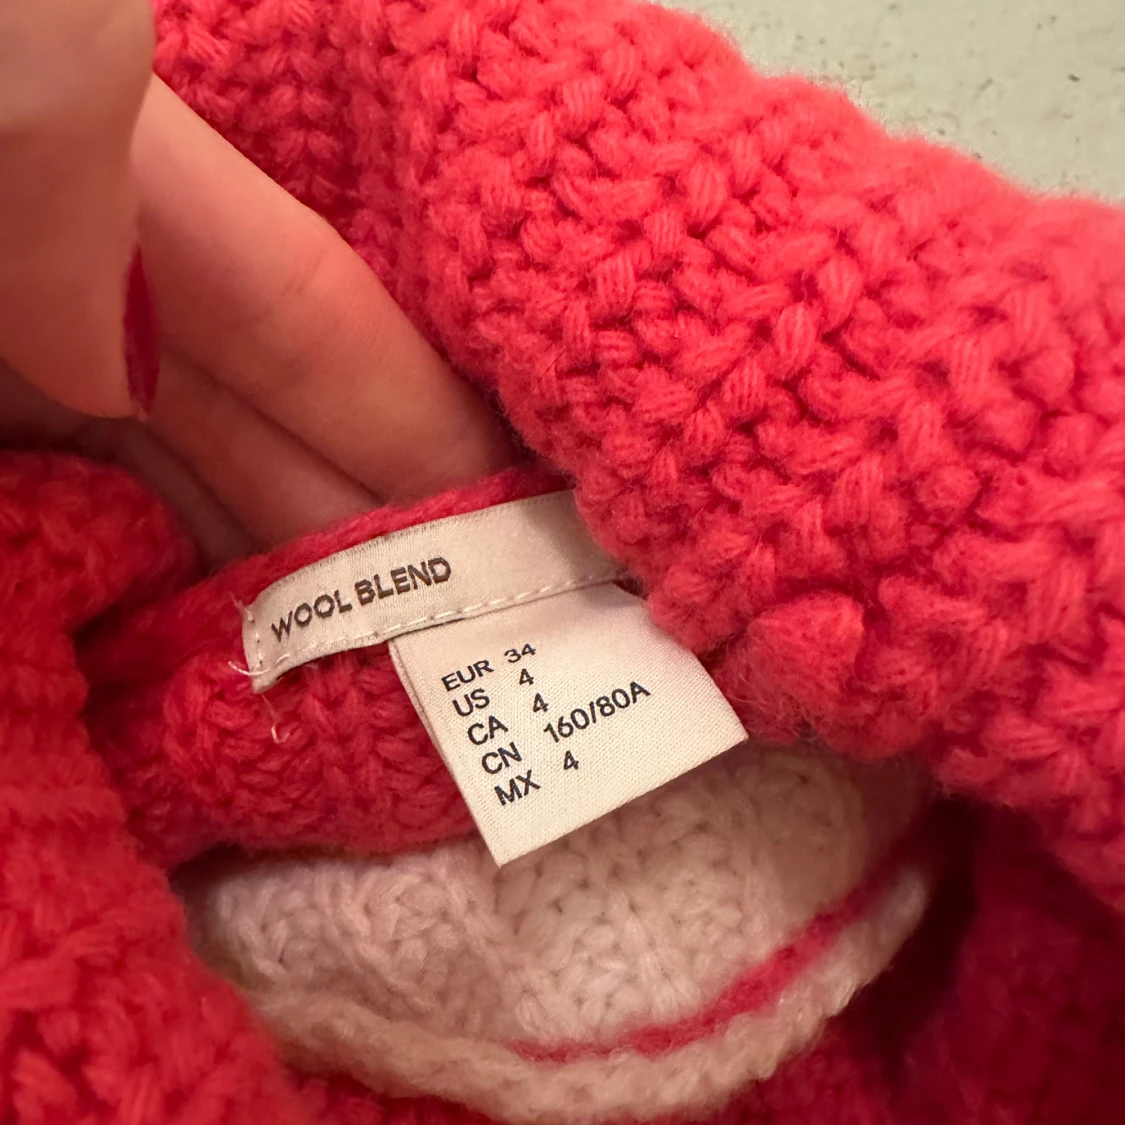 WOOL BLEND
EUR 34
US 4
CA 4
CN 160/80A
MX 4